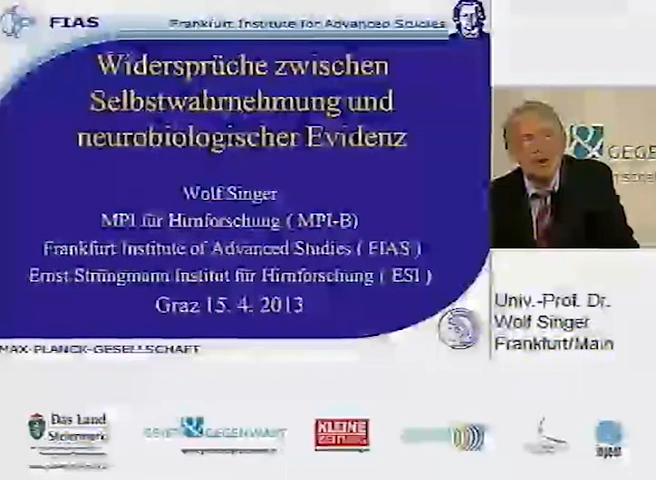 FIAS
Frankfurt Institute for Advanced Studies
Widersprüche zwischen
Selbstwahrnehmung und
neurobiologischer Evidenz
Wolf Singer
MPI für Hirnforschung ( MPI-B)
Frankfurt Institute of Advanced Studies ( FIAS )
Ernst Strüngmann Institut für Hirnforschung ( ESI )
Graz 15. 4. 2013
MAX-PLANCK-GESELLSCHAFT
& GEGE
Univ.-Prof. Dr.
Wolf Singer
Frankfurt/Main
Das Land
Steiermark
GEIST & GEGENWART
KLEINE
ZEITUNG